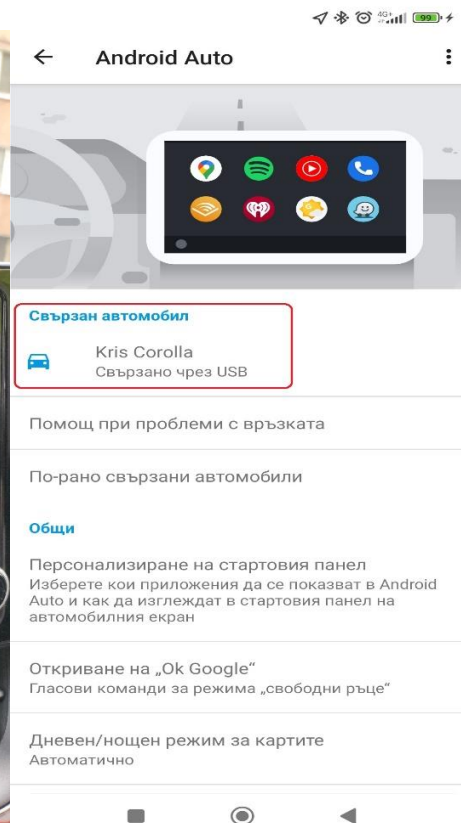 4G+
99
Android Auto
Свързан автомобил
Kris Corolla
Свързано чрез USB
Помощ при проблеми с връзката
По-рано свързани автомобили
Общи
Персонализиране на стартовия панел
Изберете кои приложения да се показват в Android
Auto и как да изглеждат в стартовия панел на
автомобилния екран
Откриване на „Ok Google“
Гласови команди за режима „свободни ръце“
Дневен/нощен режим за картите
Автоматично